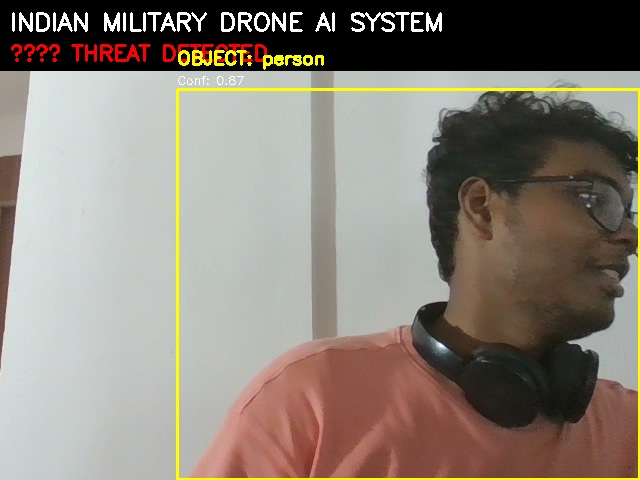 INDIAN MILITARY DRONE AI SYSTEM
???? THREAT DETECTED
OBJECT: person
Conf: 0.87